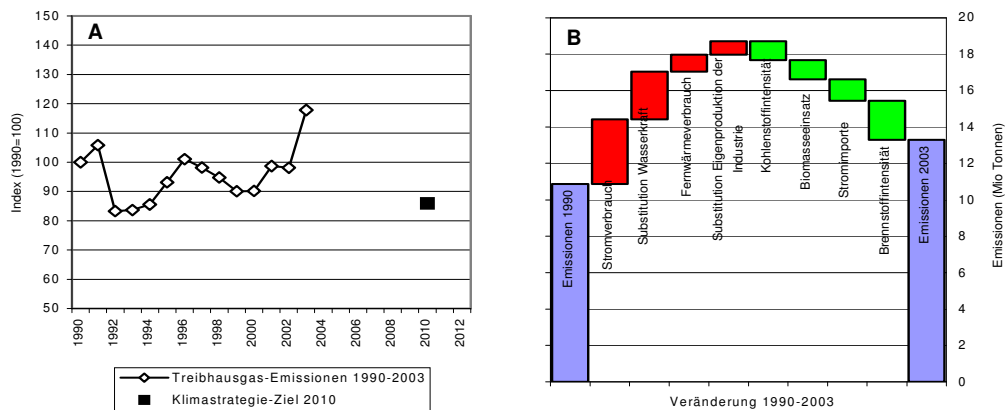 A
Index (1990=100)
150
140
130
120
110
100
90
80
70
60
50
1990
1992
1994
1996
1998
2000
2002
2004
2006
2008
2010
2012
Treibhausgas-Emissionen 1990-2003
Klimastrategie-Ziel 2010
B
Emissionen 1990
Stromverbrauch
Substitution Wasserkraft
Fernwärmeverbrauch
Substitution Eigenproduktion der
Industrie
Kohlenstoffintensität
Biomasseeinsatz
Stromimporte
Brennstoffintensität
Emissionen 2003
20
18
16
14
12
10
8
6
4
2
0
Emissionen (Mio Tonnen)
Veränderung 1990-2003